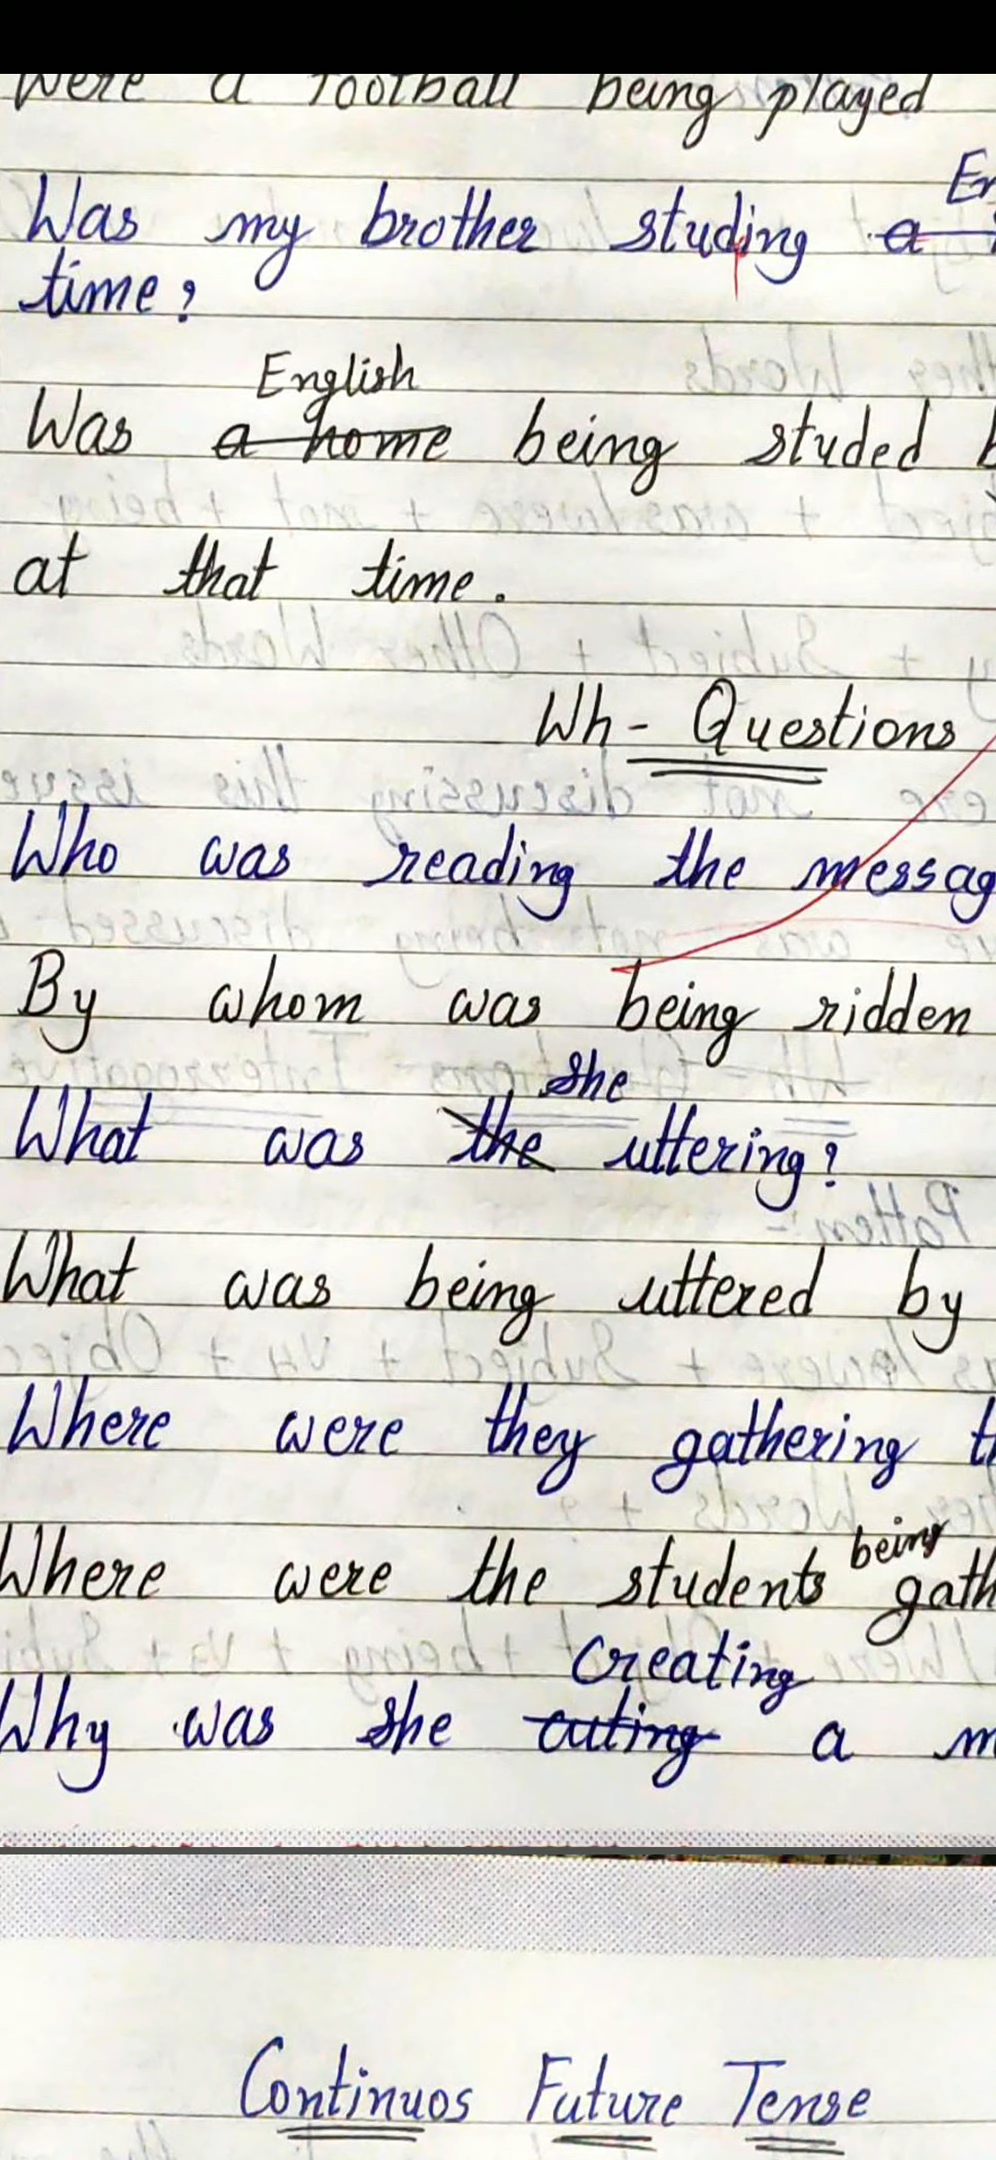 Were a football being played
Was my brother studing a
time?
English
Was a home being studed
at that time.
Wh- Questions
Who was reading the messag
By whom was being ridden
she
What was the uttering?
What was being uttered by
Where were they gathering
being
Where were the students gath
Creating
Why was she cuting a m
Continuos Future Tense